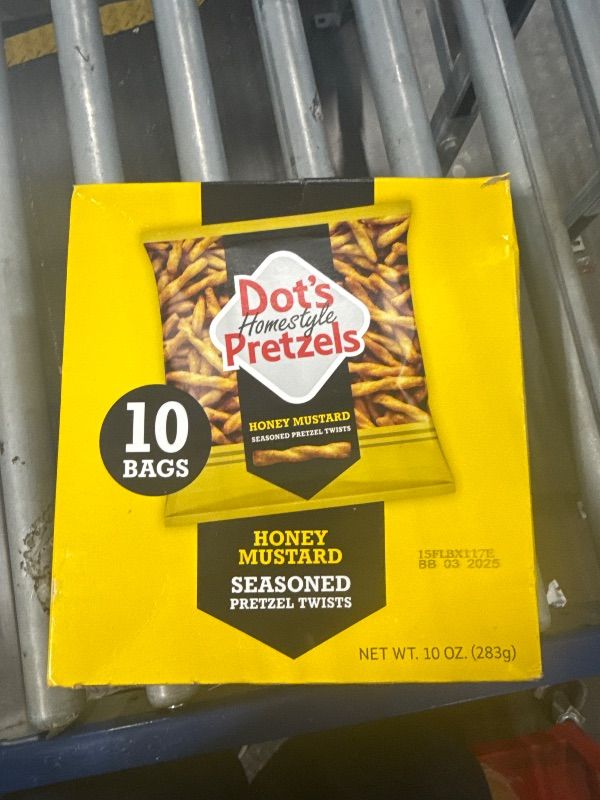 Dot's
Homestyle
Pretzels
HONEY MUSTARD
SEASONED PRETZEL TWISTS
10
BAGS
HONEY
MUSTARD
SEASONED
PRETZEL TWISTS
15FLBX117E
BB 03 2025
NET WT. 10 OZ. (283g)